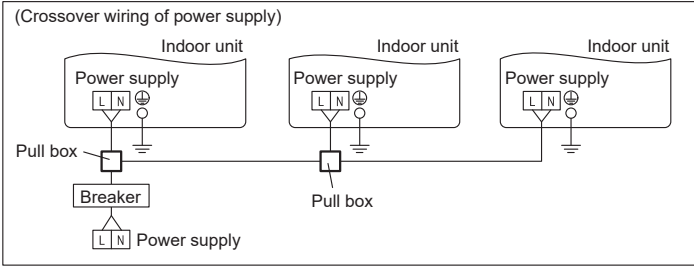 (Crossover wiring of power supply)
Indoor unit
Indoor unit
Indoor unit
Power supply
Power supply
Power supply
L N
L N
L N
Pull box
Breaker
Pull box
L N Power supply